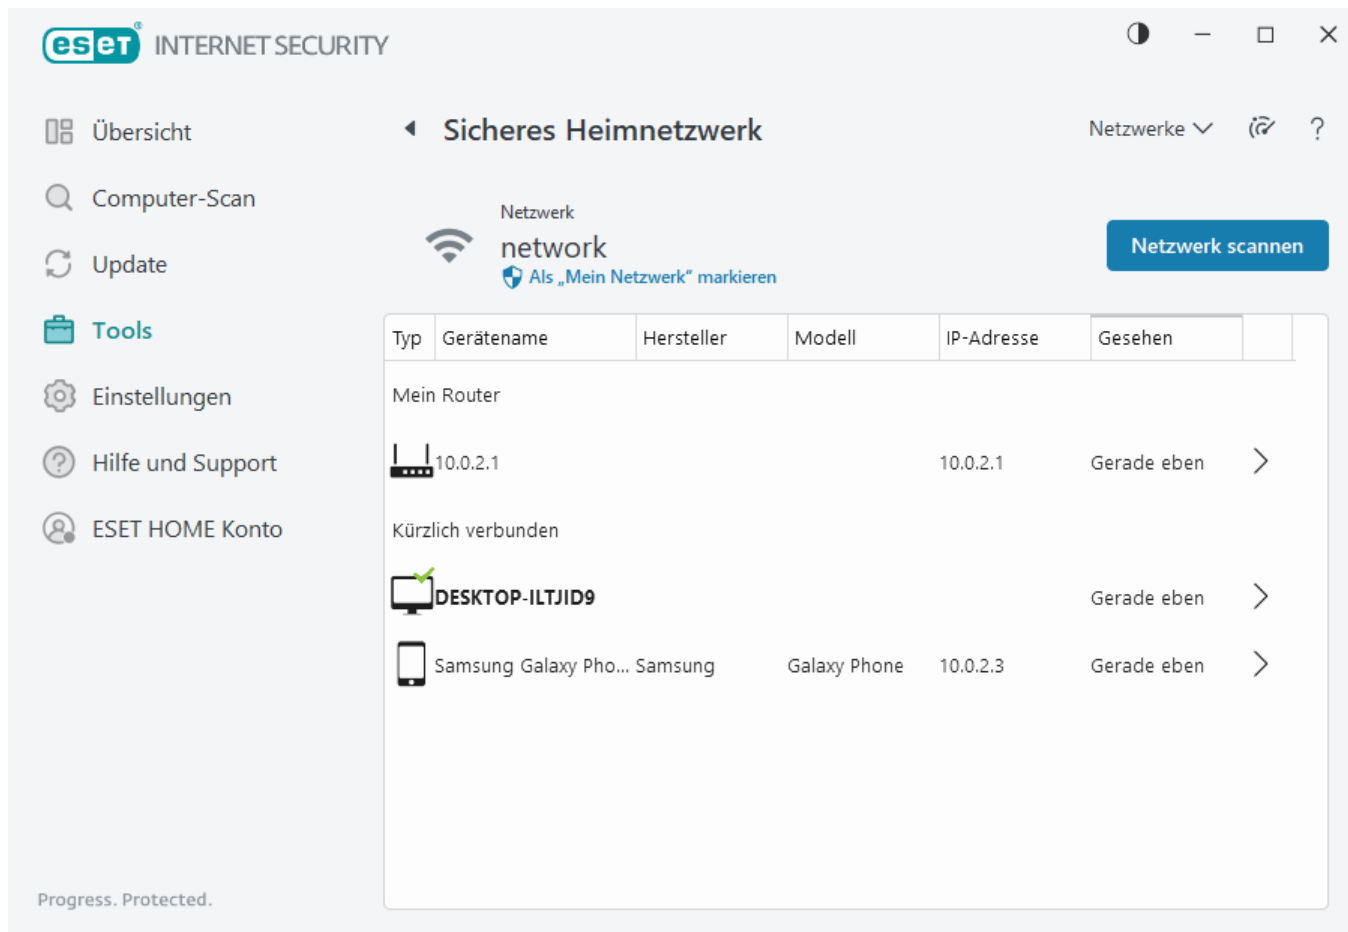 eset® INTERNET SECURITY
Übersicht
Computer-Scan
Update
Tools
Einstellungen
Hilfe und Support
ESET HOME Konto
Progress. Protected.
Sicheres Heimnetzwerk
Netzwerke
?
Netzwerk
network
Als „Mein Netzwerk“ markieren
Netzwerk scannen
Typ Gerätename Hersteller Modell IP-Adresse Gesehen
Mein Router
10.0.2.1 10.0.2.1 Gerade eben
Kürzlich verbunden
DESKTOP-ILTJID9 Gerade eben
Samsung Galaxy Pho... Samsung Galaxy Phone 10.0.2.3 Gerade eben